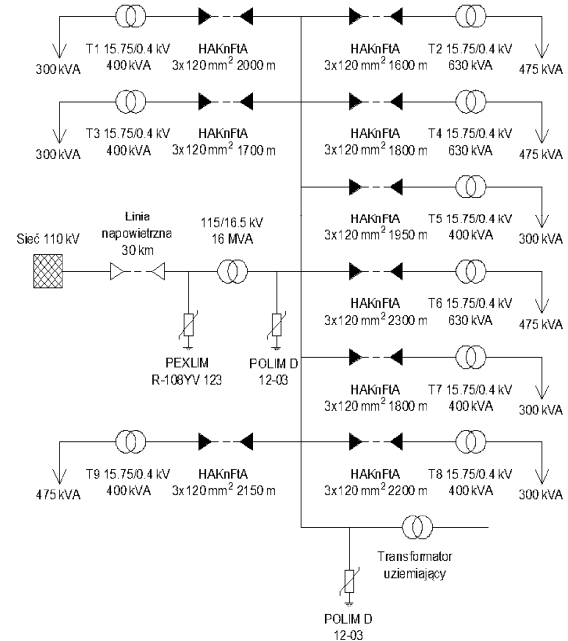 T1 15.75/0.4 kV
400 kVA
HAKnFtA
3x120 mm² 2000 m
300 kVA
HAKnFtA
3x120 mm² 1600 m
T2 15.75/0.4 kV
630 kVA
475 kVA
T3 15.75/0.4 kV
400 kVA
HAKnFtA
3x120 mm² 1700 m
300 kVA
HAKnFtA
3x120 mm² 1800 m
T4 15.75/0.4 kV
630 kVA
475 kVA
HAKnFtA
3x120 mm² 1950 m
T5 15.75/0.4 kV
400 kVA
300 kVA
Sieć 110 kV
Linia
napowietrzna
30 km
115/16.5 kV
16 MVA
HAKnFtA
3x120 mm² 2300 m
T6 15.75/0.4 kV
630 kVA
475 kVA
PEXLIM
R-108YV 123
POLIM D
12-03
HAKnFtA
3x120 mm² 1800 m
T7 15.75/0.4 kV
400 kVA
300 kVA
T9 15.75/0.4 kV
400 kVA
HAKnFtA
3x120 mm² 2150 m
475 kVA
HAKnFtA
3x120 mm² 2200 m
T8 15.75/0.4 kV
400 kVA
300 kVA
Transformator
uziemiający
POLIM D
12-03